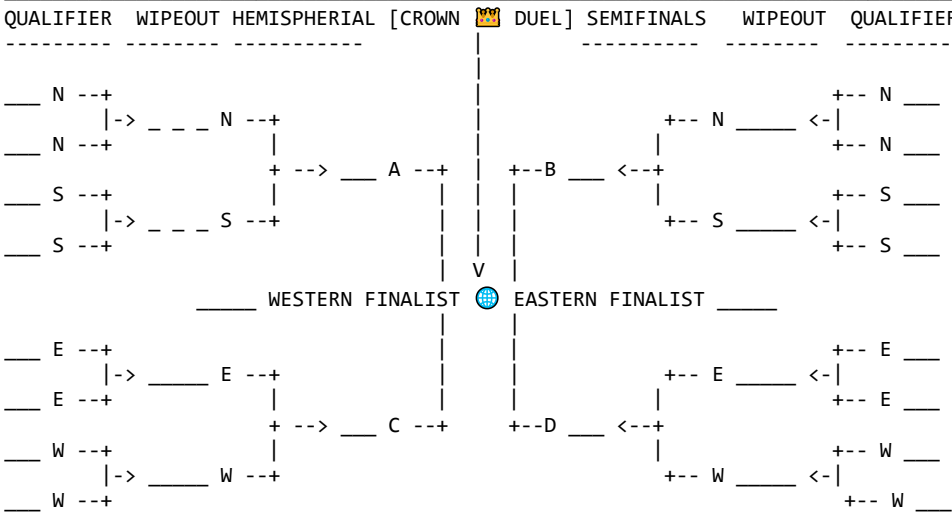 QUALIFIER  WIPEOUT HEMISPHERIAL [CROWN 👑 DUEL] SEMIFINALS   WIPEOUT   QUALIFIER
--------- -------- -----------   |   ---------- -------- ---------
___ N --+ | +-- N ___
|-> _ _ _ N --+ | +-- N _____ <-|
___ N --+ | | | +-- N ___
+ --> ___ A --+ | +--B ___ <--+
___ S --+ | | | | | +-- S ___
|-> _ _ _ S --+ | | | +-- S _____ <-|
___ S --+ | | | +-- S ___
| V |
_____ WESTERN FINALIST 🌐 EASTERN FINALIST _____
| |
___ E --+ | | +-- E ___
|-> _____ E --+ | | +-- E _____ <-|
___ E --+ | | | | +-- E ___
+ --> ___ C --+ +--D ___ <--+
___ W --+ | | +-- W ___
|-> _____ W --+ +-- W _____ <-|
___ W --+ +-- W ___